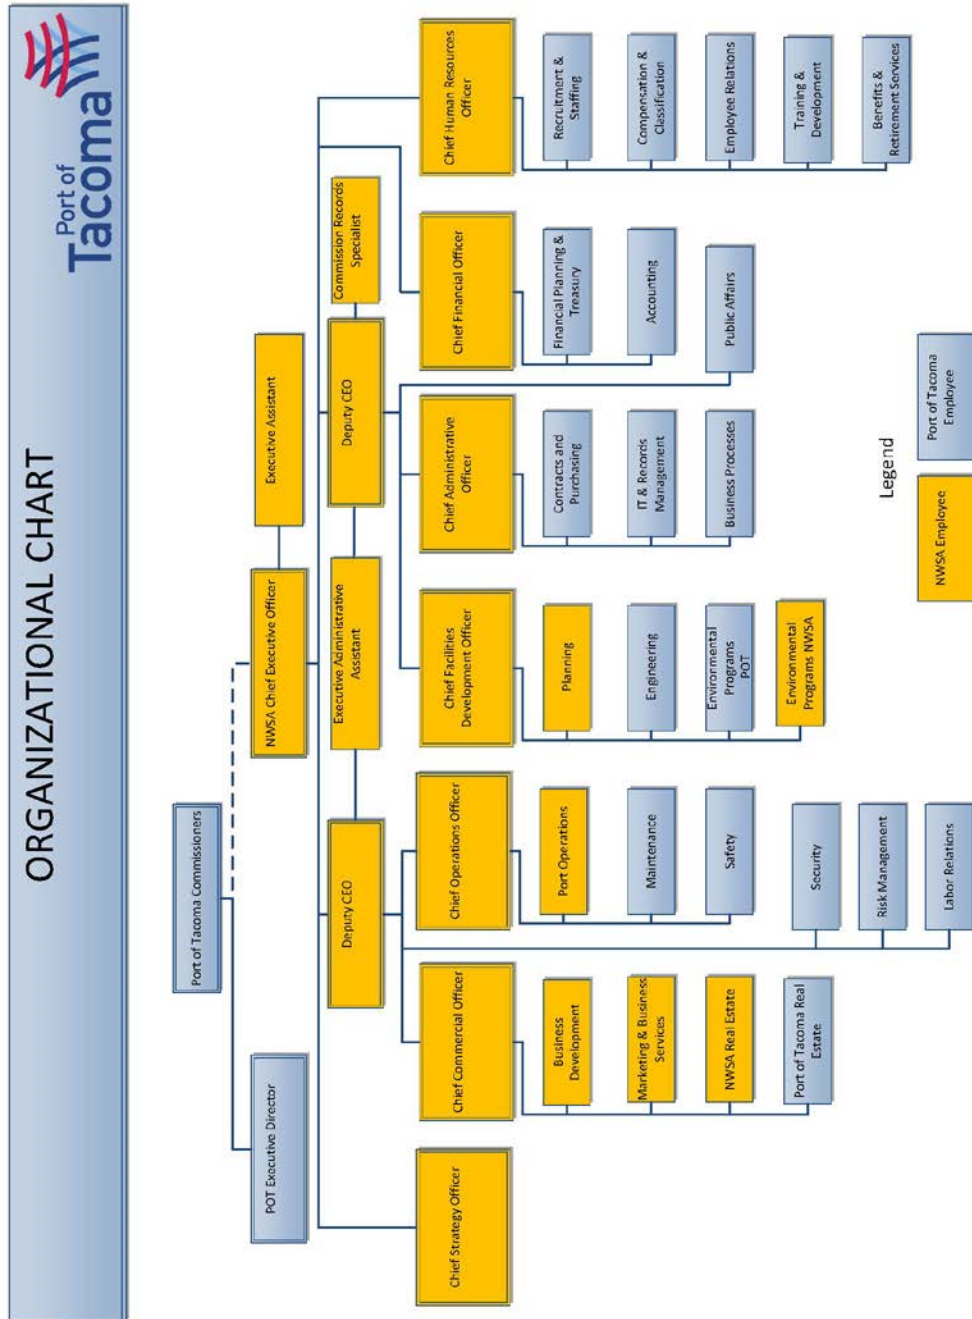 ORGANIZATIONAL CHART
Port of
Tacoma
Port of Tacoma Commissioners
POT Executive Director
NWSA Chief Executive Officer
Executive Assistant
Deputy CEO
Executive Administrative
Assistant
Deputy CEO
Commission Records
Specialist
Chief Strategy Officer
Chief Commercial Officer
Chief Operations Officer
Chief Facilities
Development Officer
Chief Administrative
Officer
Chief Financial Officer
Chief Human Resources
Officer
Business
Development
Marketing & Business
Services
NWSA Real Estate
Port of Tacoma Real
Estate
Port Operations
Maintenance
Safety
Security
Risk Management
Labor Relations
Planning
Engineering
Environmental
Programs
POT
Environmental
Programs NWSA
Contracts and
Purchasing
IT & Records
Management
Business Processes
Public Affairs
Financial Planning &
Treasury
Accounting
Recruitment &
Staffing
Compensation &
Classification
Employee Relations
Training &
Development
Benefits &
Retirement Services
Legend
NWSA Employee
Port of Tacoma
Employee